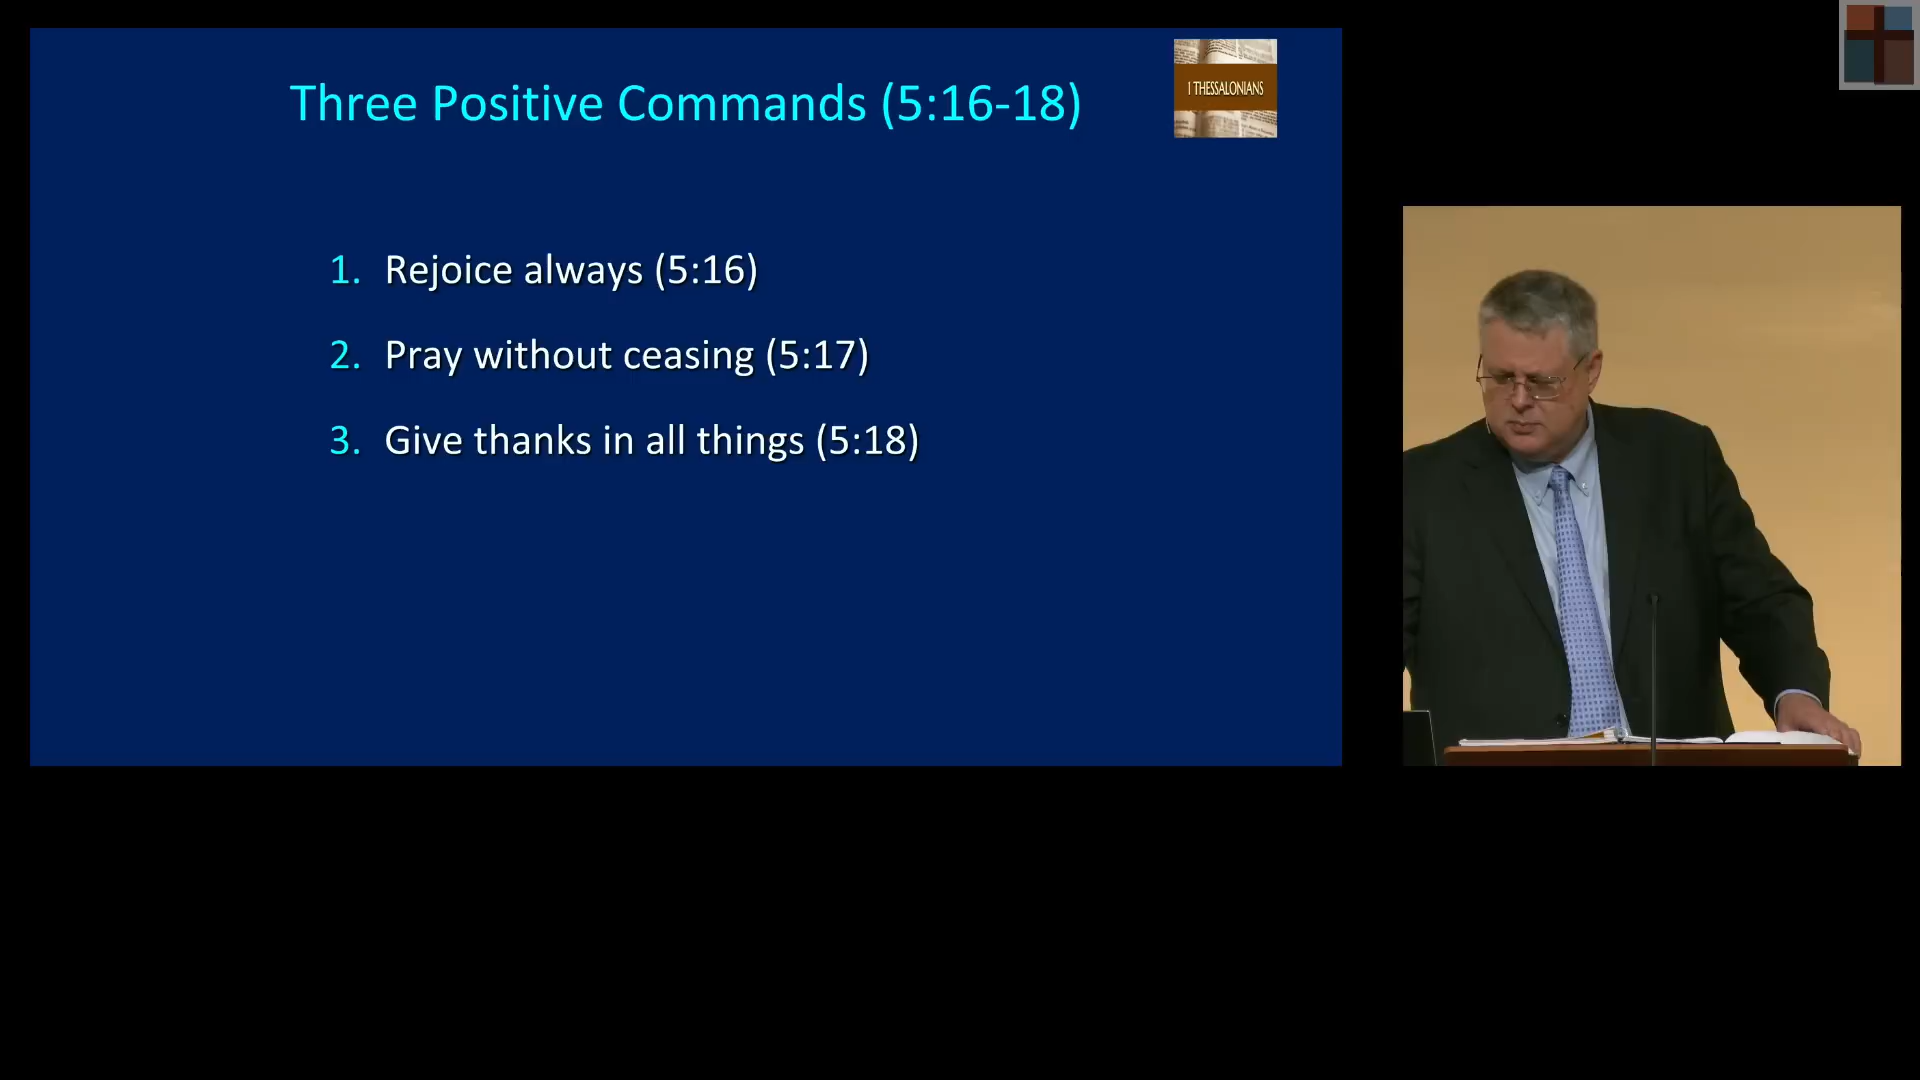 Three Positive Commands (5:16-18)
I THESSALONIANS
1. Rejoice always (5:16)
2. Pray without ceasing (5:17)
3. Give thanks in all things (5:18)